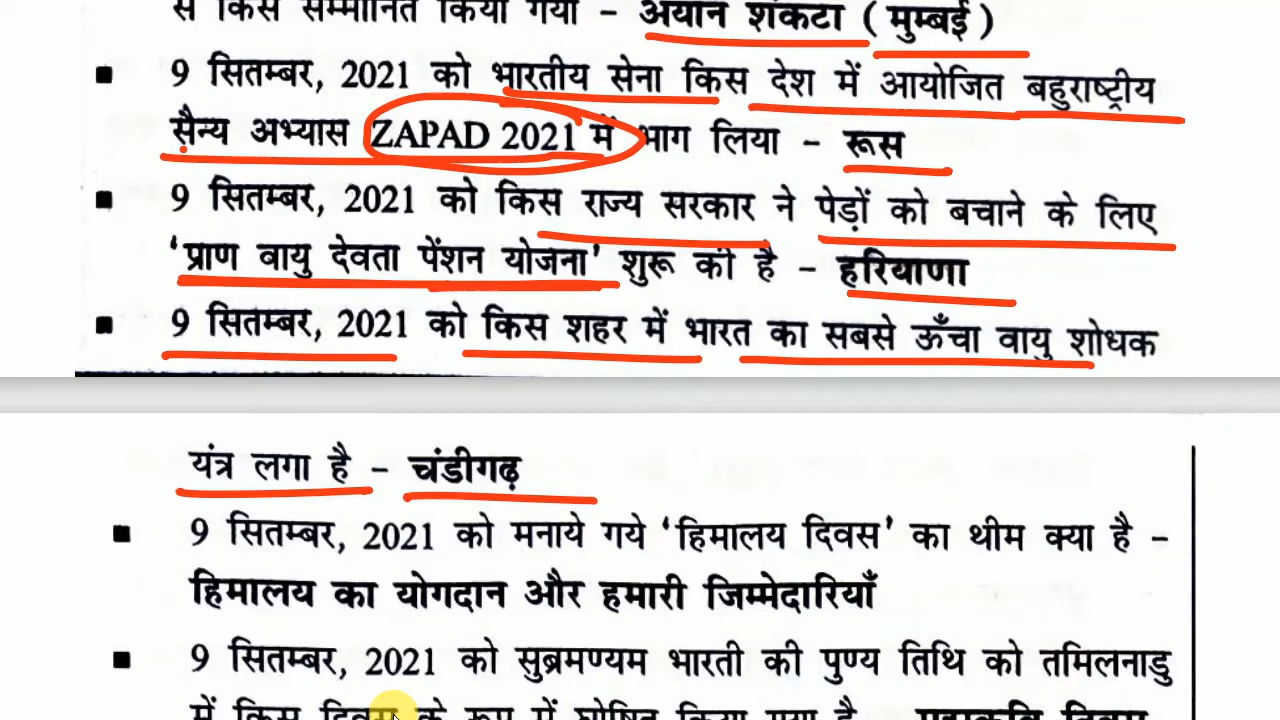 से किस सम्मानित किया गया – अयान शंकटा (मुम्बई)
■ 9 सितम्बर, 2021 को भारतीय सेना किस देश में आयोजित बहुराष्ट्रीय
सैन्य अभ्यास ZAPAD 2021 में भाग लिया – रूस
■ 9 सितम्बर, 2021 को किस राज्य सरकार ने पेड़ों को बचाने के लिए
‘प्राण वायु देवता पेंशन योजना’ शुरू की है – हरियाणा
■ 9 सितम्बर, 2021 को किस शहर में भारत का सबसे ऊँचा वायु शोधक
यंत्र लगा है – चंडीगढ़
■ 9 सितम्बर, 2021 को मनाये गये ‘हिमालय दिवस’ का थीम क्या है –
हिमालय का योगदान और हमारी जिम्मेदारियाँ
■ 9 सितम्बर, 2021 को सुब्रमण्यम भारती की पुण्य तिथि को तमिलनाडु
में किस दिवस के रूप में घोषित किया गया है – महाकवि दिवस